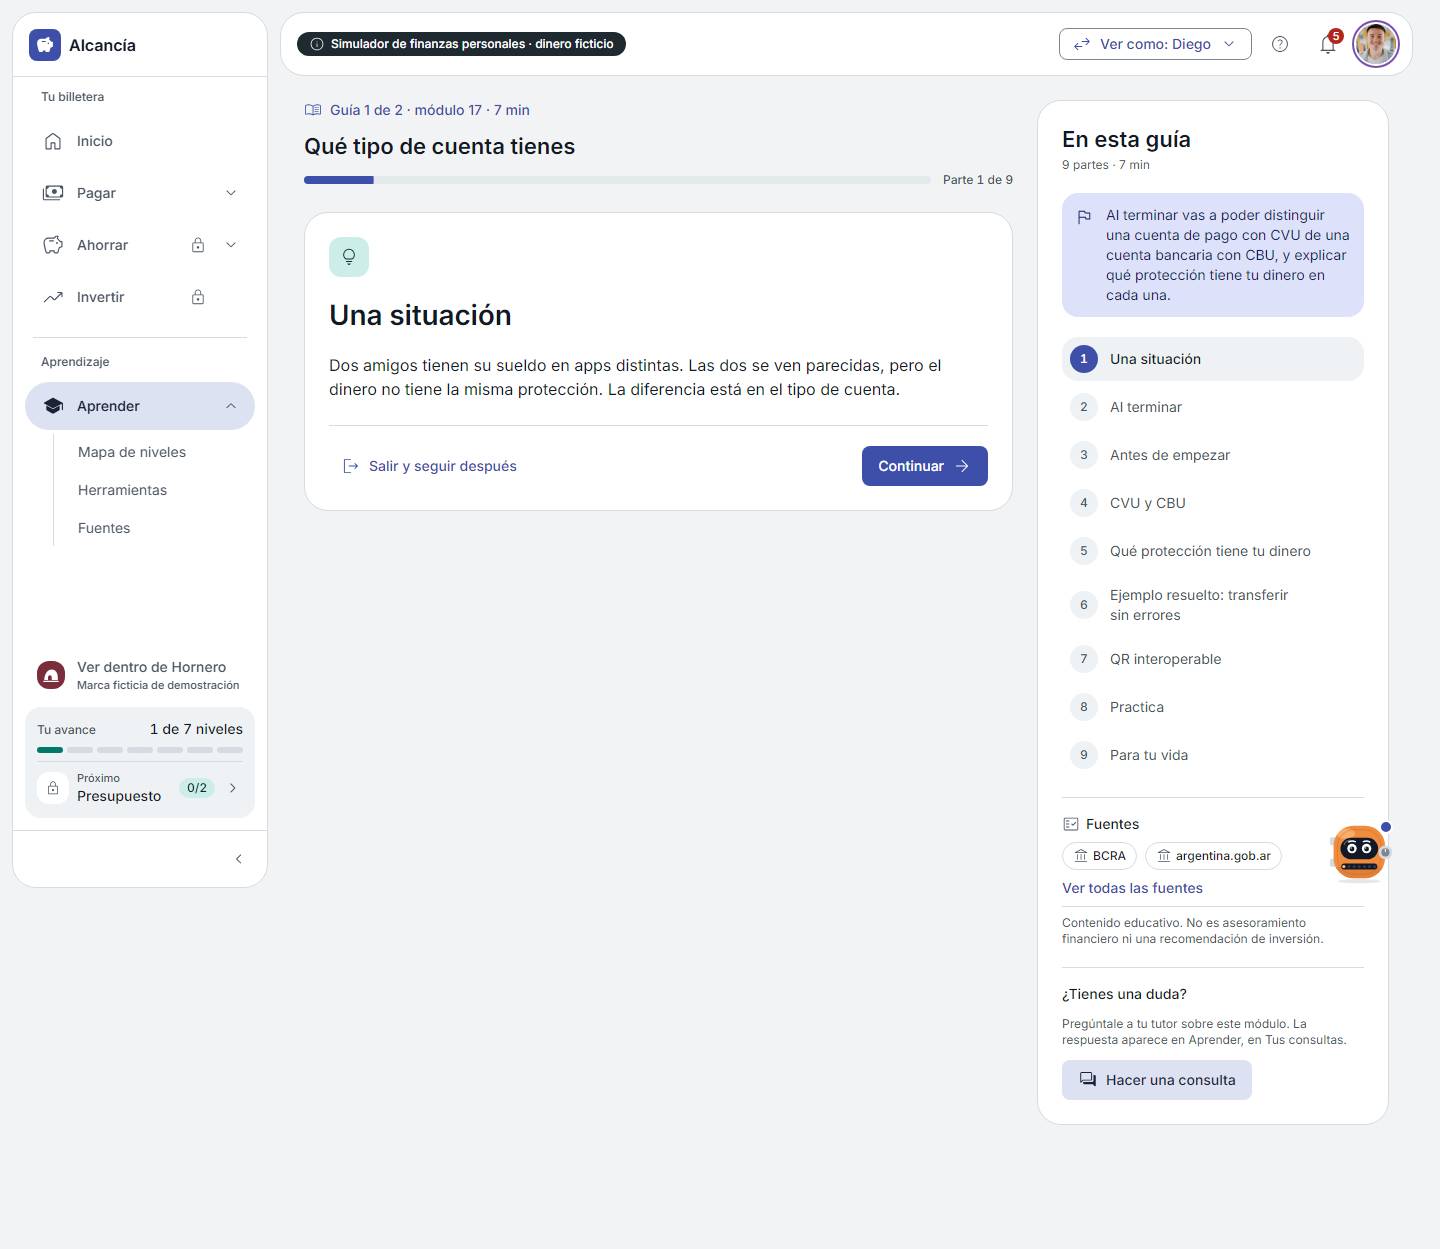 Alcancía
Simulador de finanzas personales · dinero ficticio
Ver como: Diego
5
Tu billetera
Inicio
Pagar
Ahorrar
Invertir
Aprendizaje
Aprender
Mapa de niveles
Herramientas
Fuentes
Ver dentro de Hornero
Marca ficticia de demostración
Tu avance
1 de 7 niveles
Próximo
Presupuesto
0/2
Guía 1 de 2 · módulo 17 · 7 min
Qué tipo de cuenta tienes
Parte 1 de 9
Una situación
Dos amigos tienen su sueldo en apps distintas. Las dos se ven parecidas, pero el
dinero no tiene la misma protección. La diferencia está en el tipo de cuenta.
Salir y seguir después
Continuar
En esta guía
9 partes · 7 min
Al terminar vas a poder distinguir
una cuenta de pago con CVU de una
cuenta bancaria con CBU, y explicar
qué protección tiene tu dinero en
cada una.
1 Una situación
2 Al terminar
3 Antes de empezar
4 CVU y CBU
5 Qué protección tiene tu dinero
6 Ejemplo resuelto: transferir
sin errores
7 QR interoperable
8 Practica
9 Para tu vida
Fuentes
BCRA
argentina.gob.ar
Ver todas las fuentes
Contenido educativo. No es asesoramiento
financiero ni una recomendación de inversión.
¿Tienes una duda?
Pregúntale a tu tutor sobre este módulo. La
respuesta aparece en Aprender, en Tus consultas.
Hacer una consulta